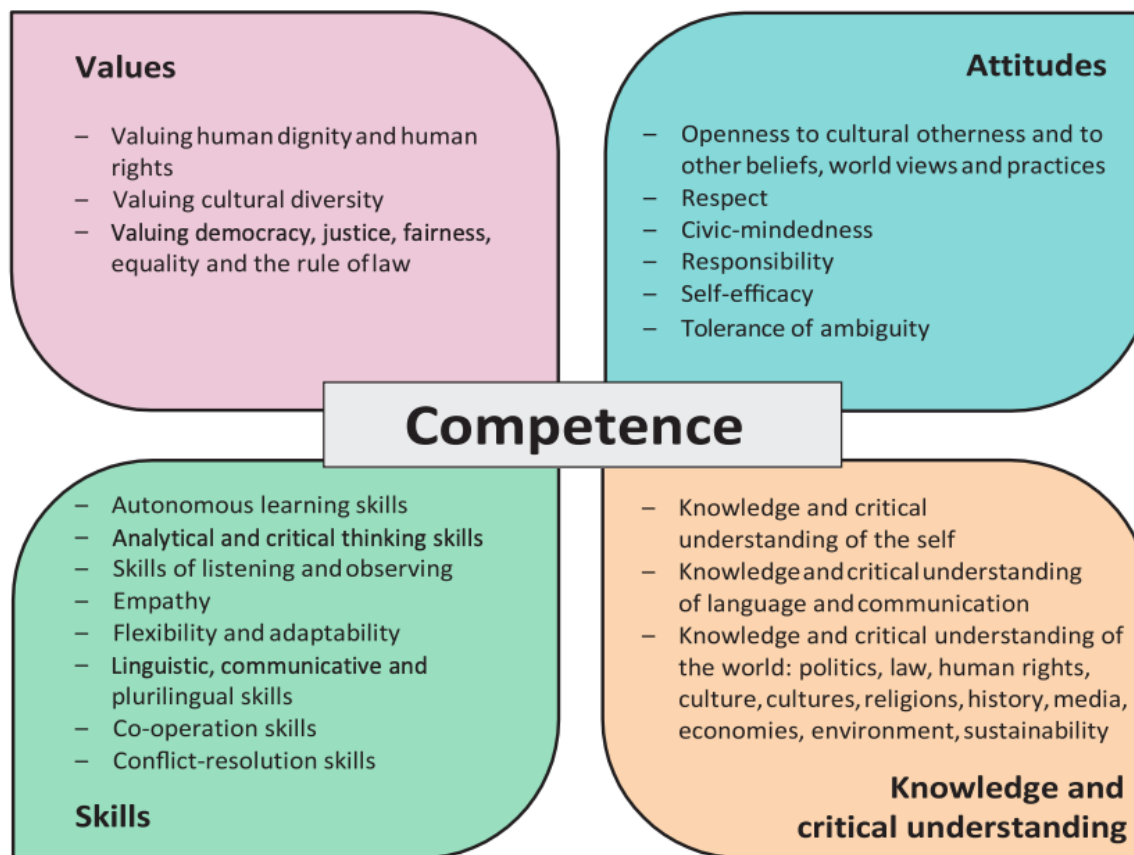 Values
– Valuing human dignity and human
rights
– Valuing cultural diversity
– Valuing democracy, justice, fairness,
equality and the rule of law
Attitudes
– Openness to cultural otherness and to
other beliefs, world views and practices
– Respect
– Civic-mindedness
– Responsibility
– Self-efficacy
– Tolerance of ambiguity
Competence
– Autonomous learning skills
– Analytical and critical thinking skills
– Skills of listening and observing
– Empathy
– Flexibility and adaptability
– Linguistic, communicative and
plurilingual skills
– Co-operation skills
– Conflict-resolution skills
Skills
– Knowledge and critical
understanding of the self
– Knowledge and critical understanding
of language and communication
– Knowledge and critical understanding of
the world: politics, law, human rights,
culture, cultures, religions, history, media,
economies, environment, sustainability
Knowledge and
critical understanding